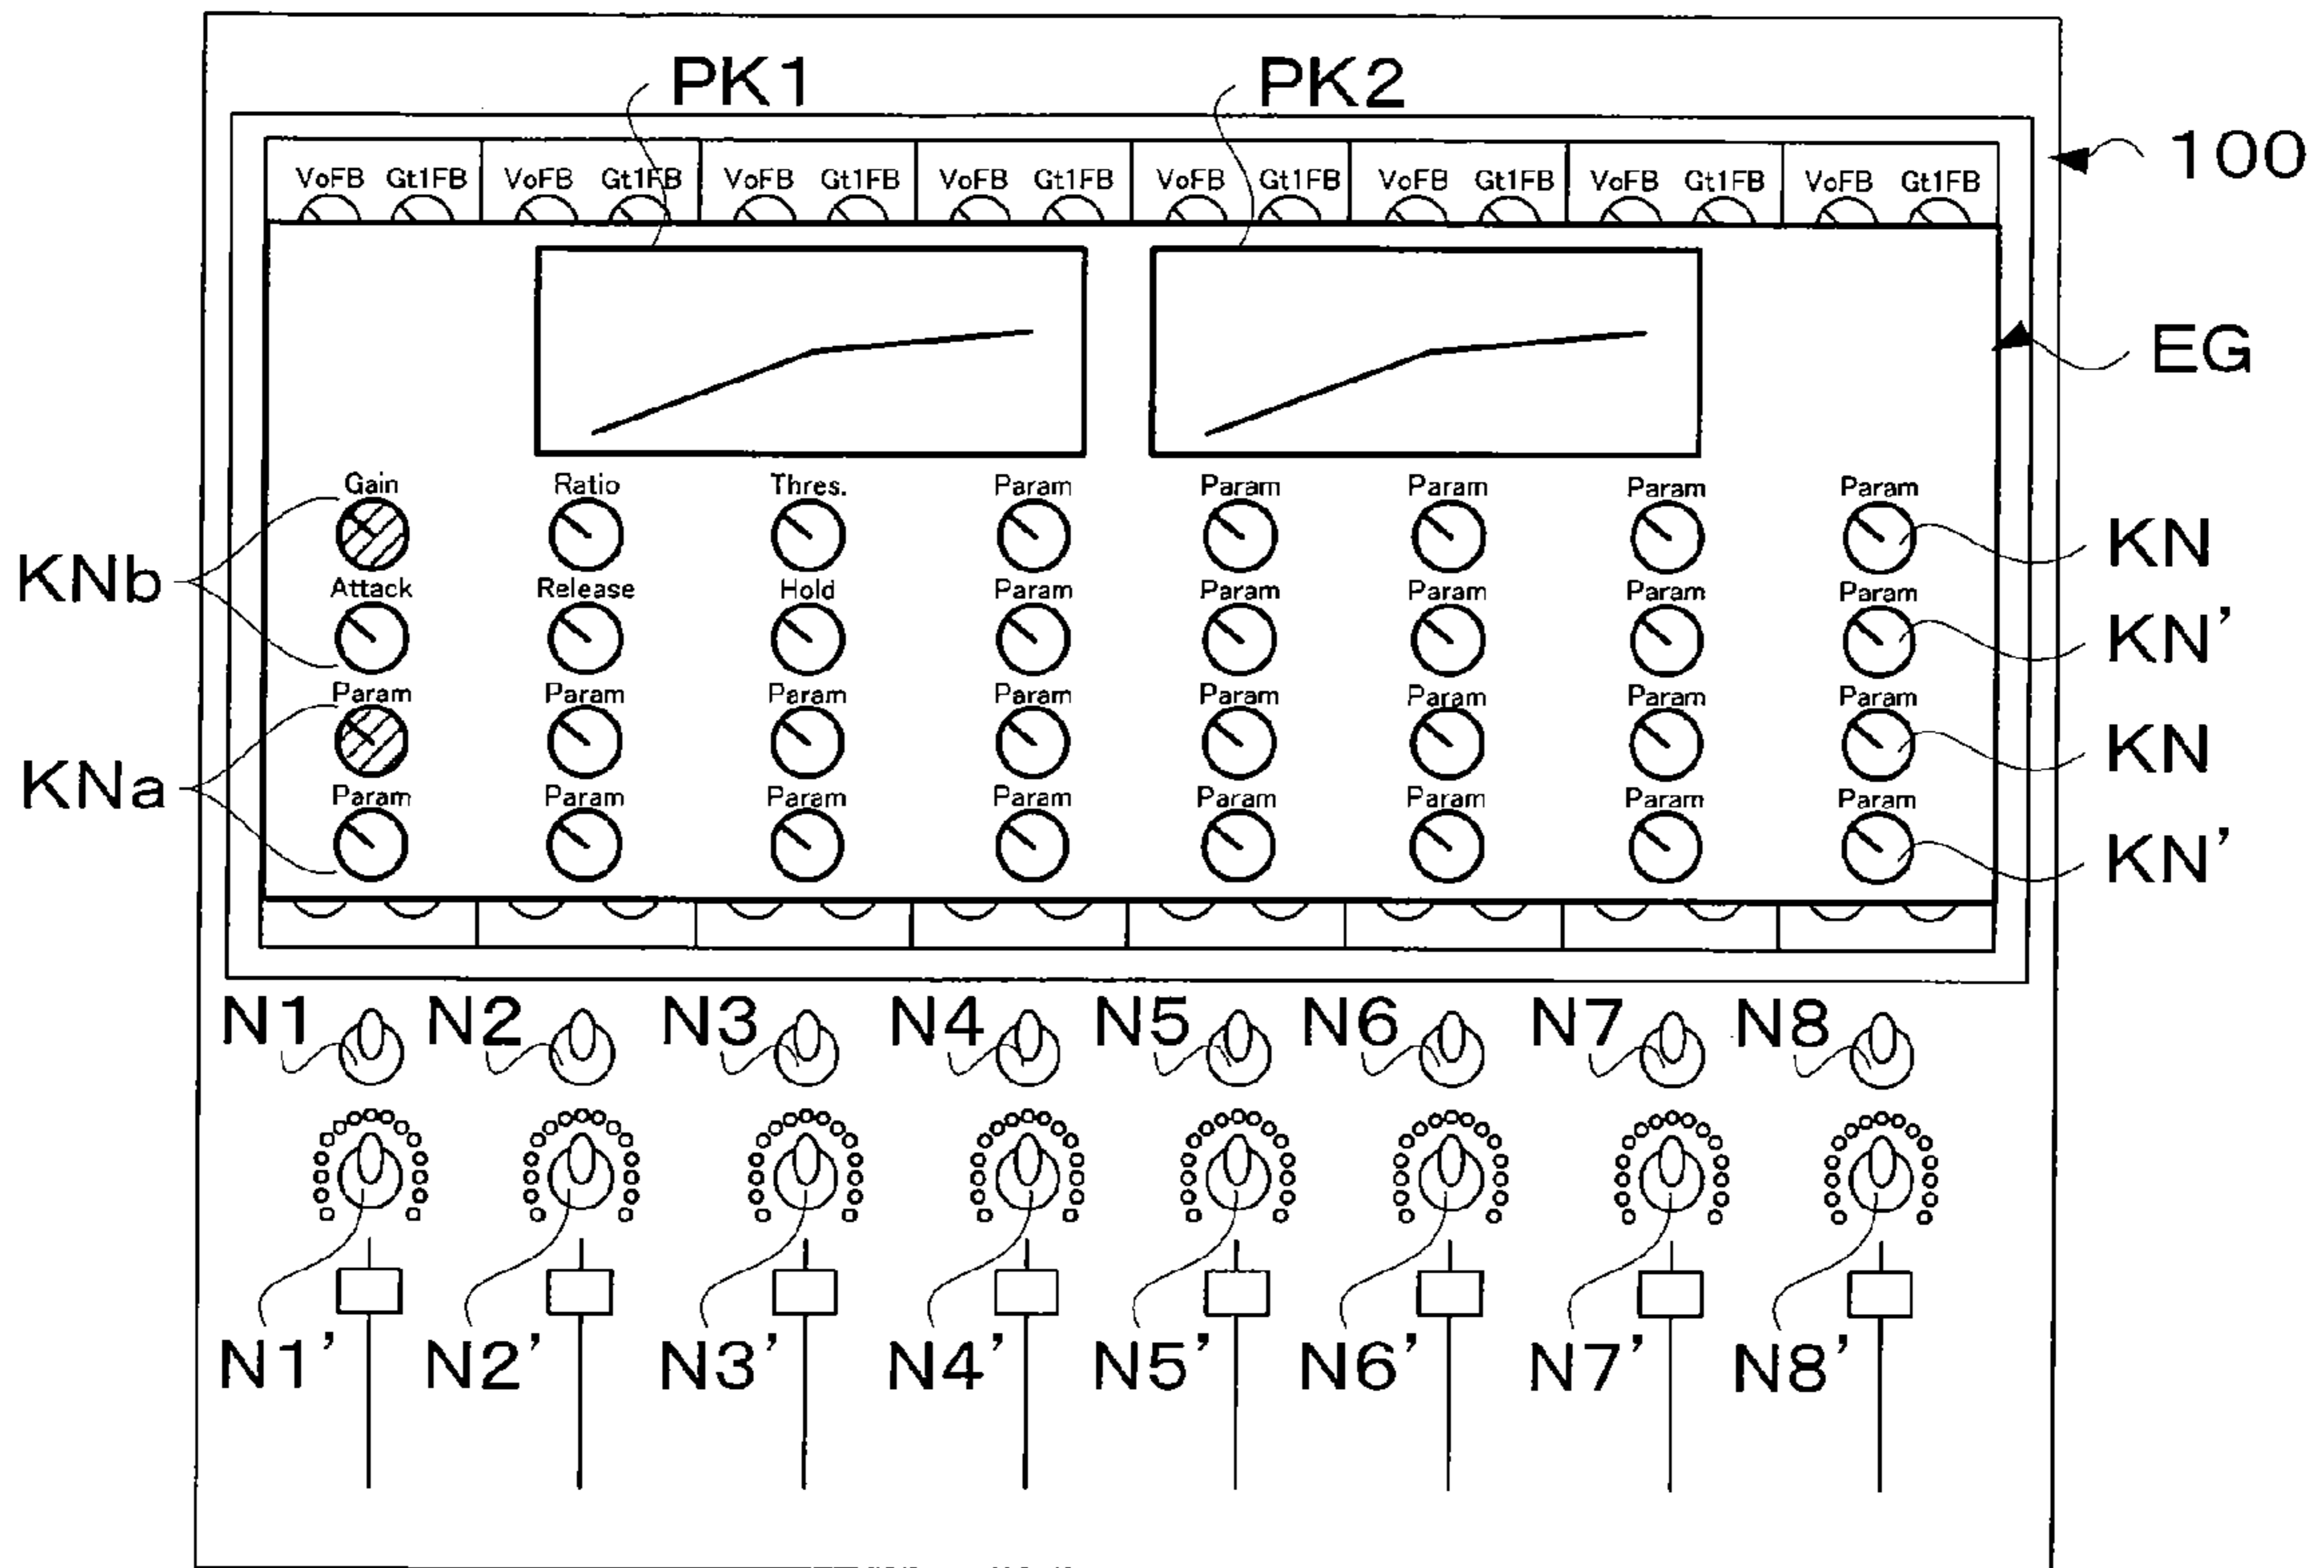 PK1 PK2
100
VoFB Gt1FB VoFB Gt1FB VoFB Gt1FB VoFB Gt1FB VoFB Gt1FB VoFB Gt1FB VoFB Gt1FB VoFB Gt1FB
EG
Gain Ratio Thres. Param Param Param Param Param
KNb KN
Attack Release Hold Param Param Param Param Param
KN’
Param Param Param Param Param Param Param Param
KNa KN
Param Param Param Param Param Param Param Param
KN’
N1 N2 N3 N4 N5 N6 N7 N8
N1’ N2’ N3’ N4’ N5’ N6’ N7’ N8’